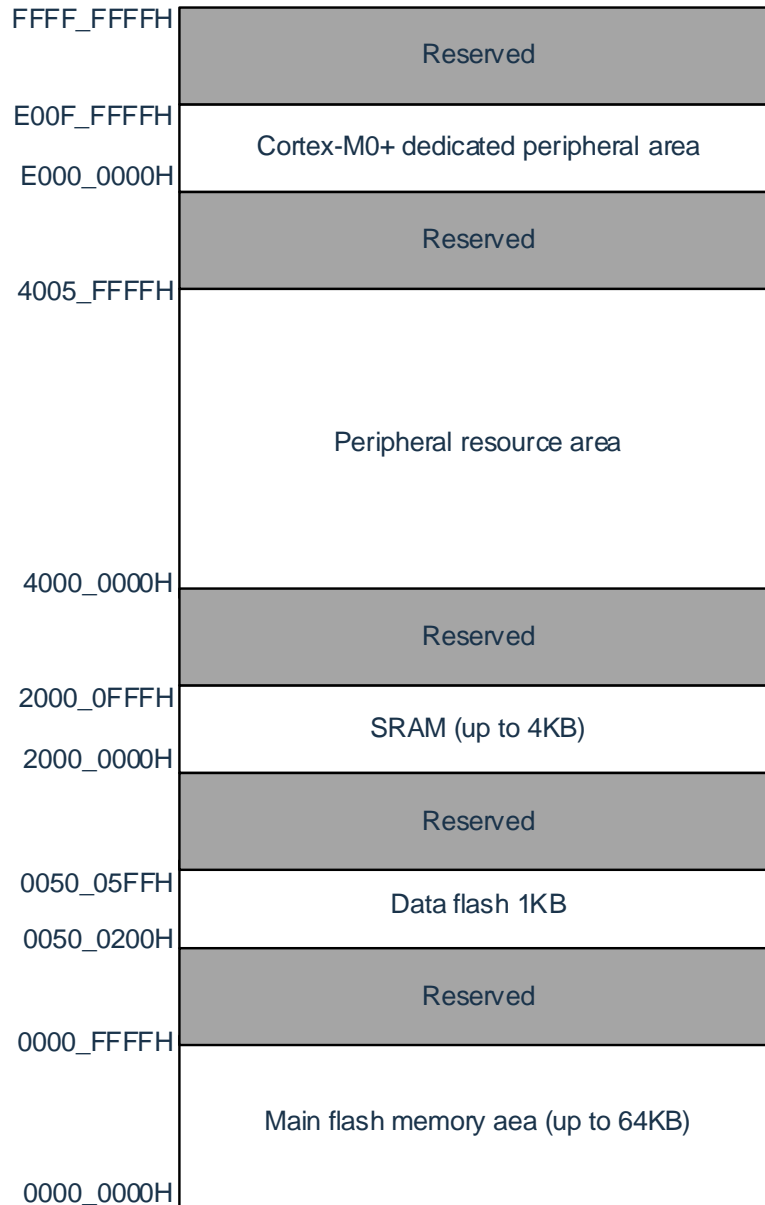 FFFF_FFFFH
Reserved
E00F_FFFFH
Cortex-M0+ dedicated peripheral area
E000_0000H
Reserved
4005_FFFFH
Peripheral resource area
4000_0000H
Reserved
2000_0FFFH
SRAM (up to 4KB)
2000_0000H
Reserved
0050_05FFH
Data flash 1KB
0050_0200H
Reserved
0000_FFFFH
Main flash memory aea (up to 64KB)
0000_0000H